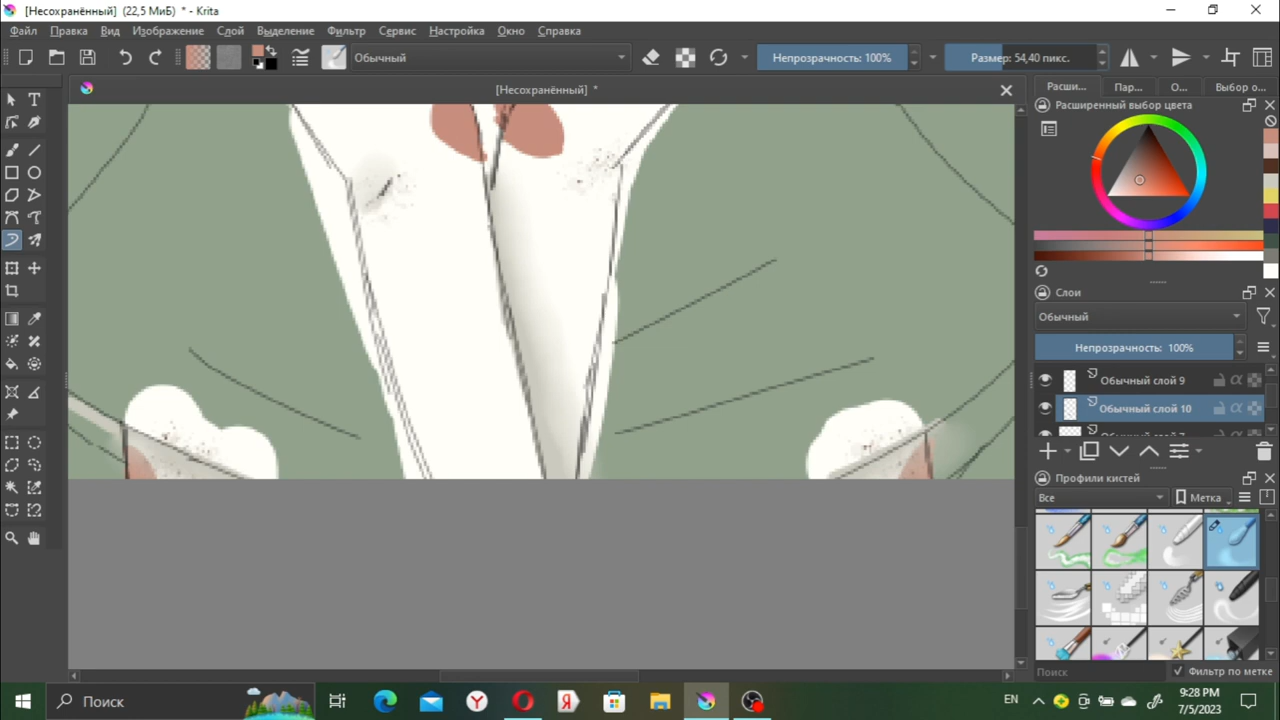 [Несохранённый] (22,5 МиБ) * - Krita
Файл Правка Вид Изображение Слой Выделение Фильтр Сервис Настройка Окно Справка
Обычный
Непрозрачность: 100%
Размер: 54,40 пикс.
[Несохранённый] *
Расши...
Пар...
О...
Выбор о...
Расширенный выбор цвета
Слои
Обычный
Непрозрачность: 100%
Обычный слой 9
Обычный слой 10
Профили кистей
Все
Метка
Поиск
Фильтр по метке
Поиск
EN
9:28 PM
7/5/2023